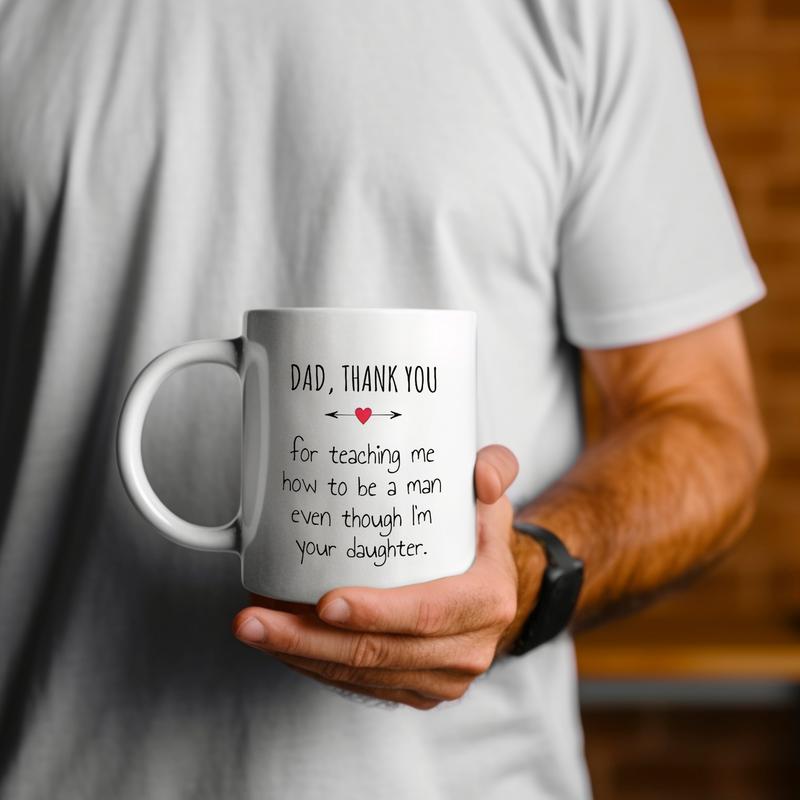 DAD, THANK YOU
for teaching me
how to be a man
even though I'm
your daughter.